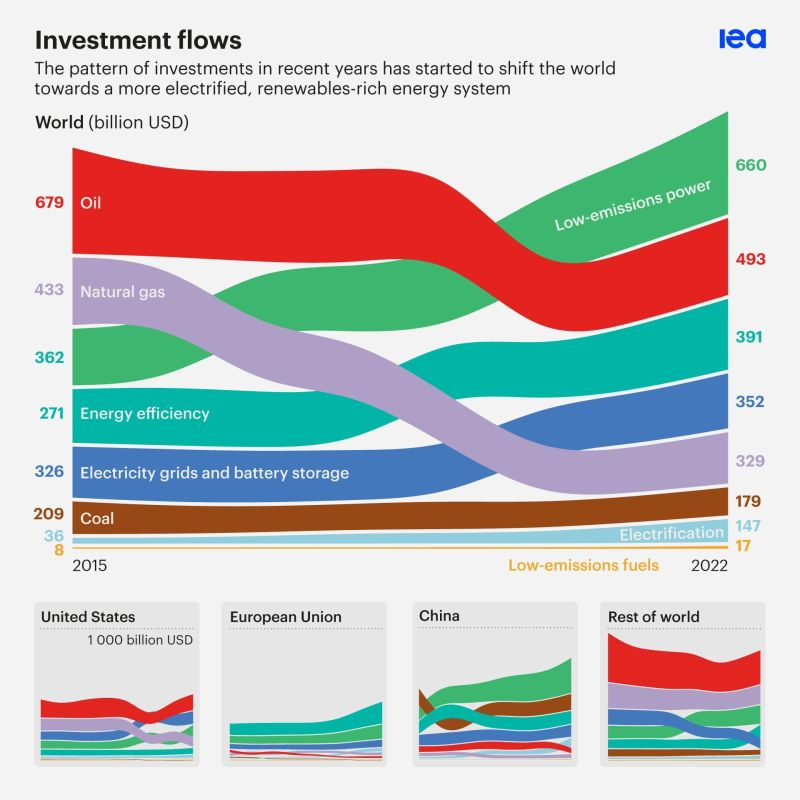 Investment flows
iea
The pattern of investments in recent years has started to shift the world
towards a more electrified, renewables-rich energy system
World (billion USD)
679
Oil
433
Natural gas
362
271
Energy efficiency
326
Electricity grids and battery storage
209
Coal
36
8
Low-emissions power
660
493
391
352
329
179
Electrification
147
17
2015
Low-emissions fuels
2022
United States
1 000 billion USD
European Union
China
Rest of world